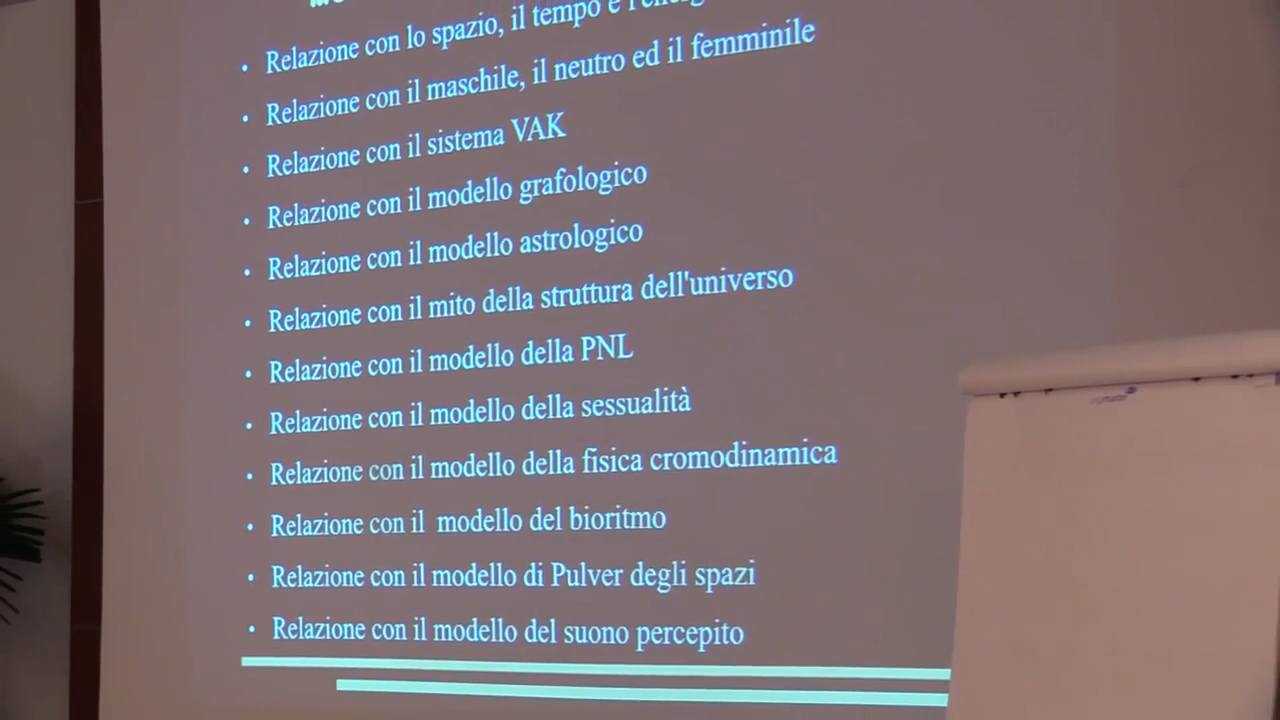 • Relazione con lo spazio, il tempo e
• Relazione con il maschile, il neutro ed il femminile
• Relazione con il sistema VAK
• Relazione con il modello grafologico
• Relazione con il modello astrologico
• Relazione con il mito della struttura dell'universo
• Relazione con il modello della PNL
• Relazione con il modello della sessualità
• Relazione con il modello della fisica cromodinamica
• Relazione con il modello del bioritmo
• Relazione con il modello di Pulver degli spazi
• Relazione con il modello del suono percepito